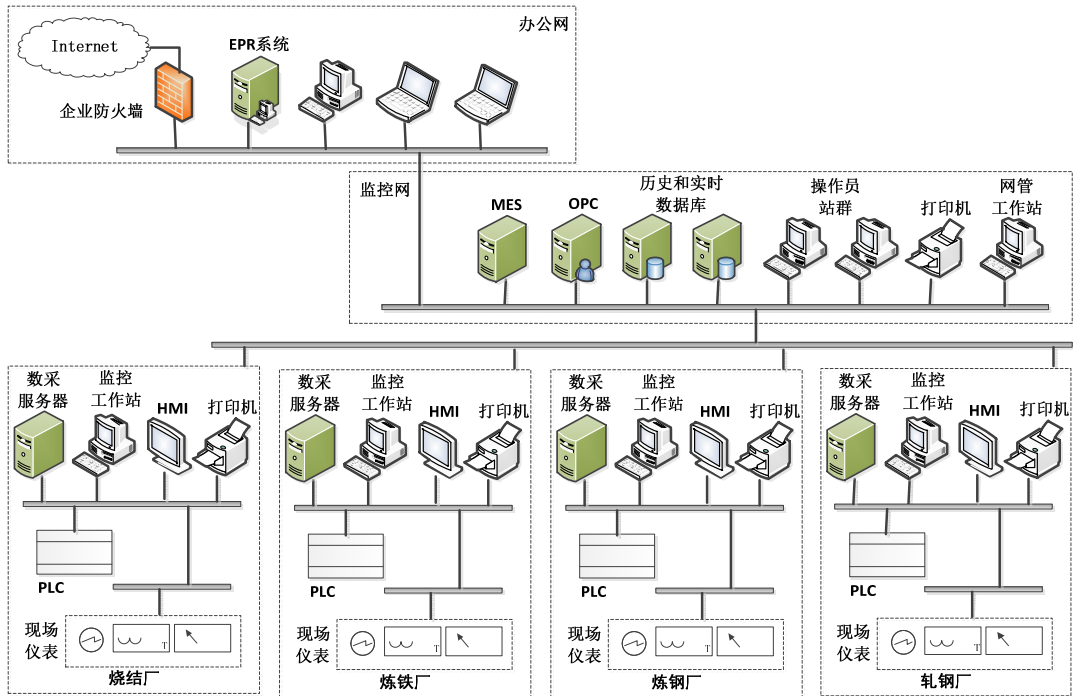 办公网
Internet
EPR系统
企业防火墙
监控网
MES
OPC
历史和实时
数据库
操作员
站群
打印机
网管
工作站
数采
服务器
监控
工作站
HMI
打印机
PLC
现场
仪表
T
烧结厂
数采
服务器
监控
工作站
HMI
打印机
PLC
现场
仪表
T
炼铁厂
数采
服务器
监控
工作站
HMI
打印机
PLC
现场
仪表
T
炼钢厂
数采
服务器
监控
工作站
HMI
打印机
PLC
现场
仪表
T
轧钢厂